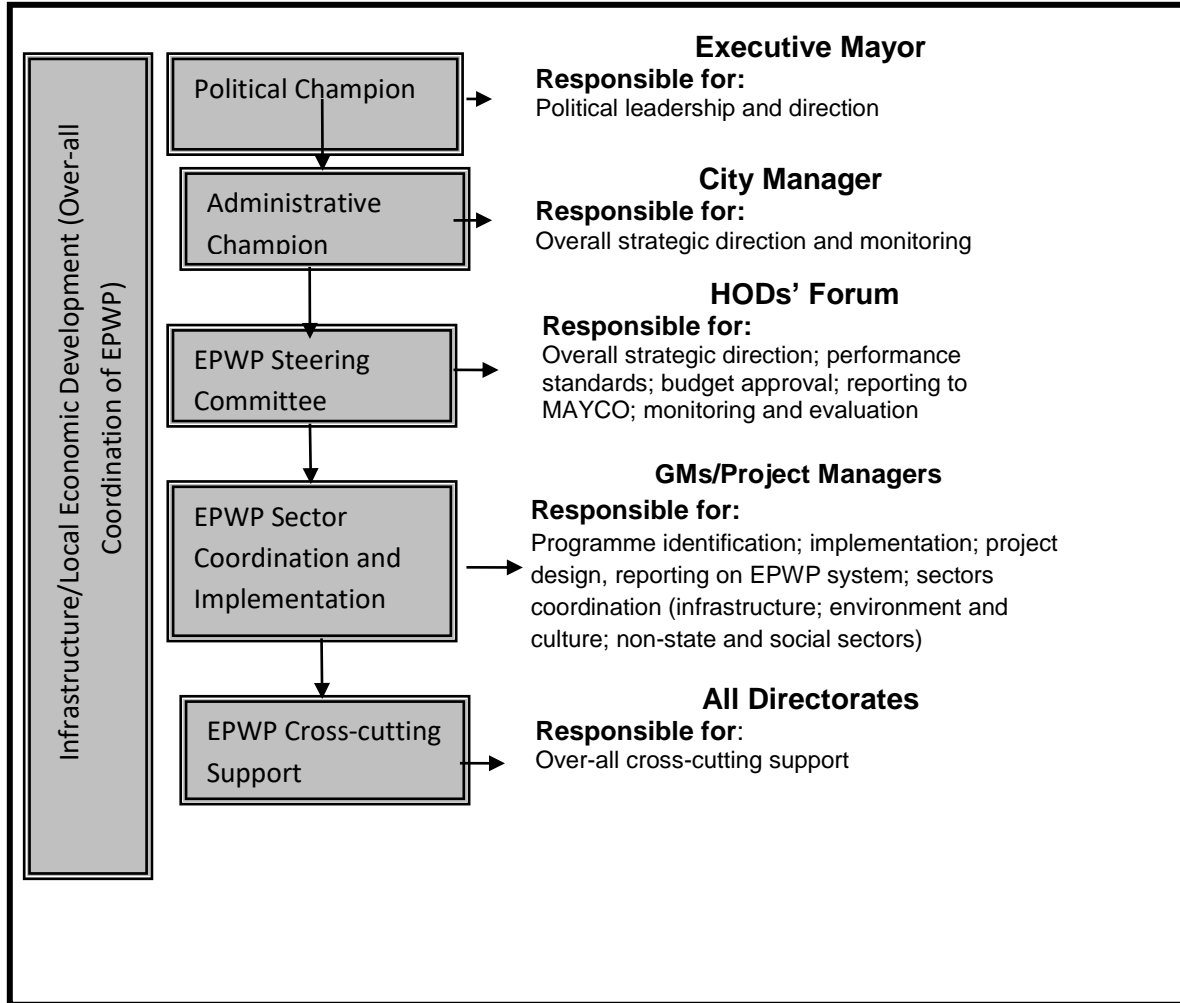 Infrastructure/Local Economic Development (Over-all
Coordination of EPWP)
Political Champion
Executive Mayor
Responsible for:
Political leadership and direction
Administrative
Champion
City Manager
Responsible for:
Overall strategic direction and monitoring
EPWP Steering
Committee
HODs’ Forum
Responsible for:
Overall strategic direction; performance
standards; budget approval; reporting to
MAYCO; monitoring and evaluation
EPWP Sector
Coordination and
Implementation
GMs/Project Managers
Responsible for:
Programme identification; implementation; project
design, reporting on EPWP system; sectors
coordination (infrastructure; environment and
culture; non-state and social sectors)
EPWP Cross-cutting
Support
All Directorates
Responsible for:
Over-all cross-cutting support